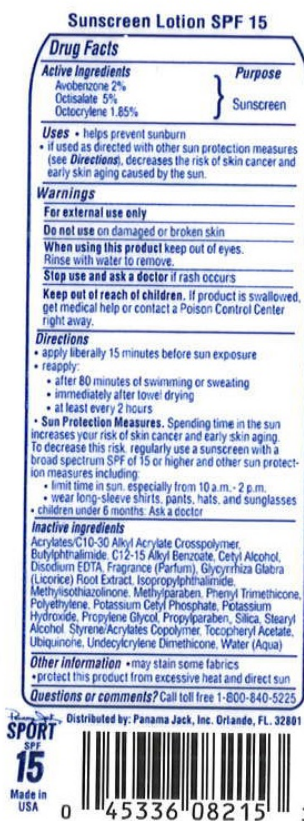 Sunscreen Lotion SPF 15
Drug Facts
Active Ingredients Purpose
Avobenzone 2%
Octisalate 5% Sunscreen
Octocrylene 1.85%
Uses • helps prevent sunburn
• if used as directed with other sun protection measures
(see Directions), decreases the risk of skin cancer and
early skin aging caused by the sun.
Warnings
For external use only
Do not use on damaged or broken skin
When using this product keep out of eyes.
Rinse with water to remove.
Stop use and ask a doctor if rash occurs
Keep out of reach of children. If product is swallowed,
get medical help or contact a Poison Control Center
right away.
Directions
• apply liberally 15 minutes before sun exposure
• reapply:
• after 80 minutes of swimming or sweating
• immediately after towel drying
• at least every 2 hours
• Sun Protection Measures. Spending time in the sun
increases your risk of skin cancer and early skin aging.
To decrease this risk, regularly use a sunscreen with a
broad spectrum SPF of 15 or higher and other sun protect-
ion measures including:
• limit time in sun, especially from 10 a.m.- 2 p.m.
• wear long-sleeve shirts, pants, hats, and sunglasses
• children under 6 months: Ask a doctor
Inactive ingredients
Acrylates/C10-30 Alkyl Acrylate Crosspolymer,
Butylphthalimide, C12-15 Alkyl Benzoate, Cetyl Alcohol,
Disodium EDTA, Fragrance (Parfum), Glycyrrhiza Glabra
(Licorice) Root Extract, Isopropylphthalimide,
Methylisothiazolinone, Methylparaben, Phenyl Trimethicone,
Polyethylene, Potassium Cetyl Phosphate, Potassium
Hydroxide, Propylene Glycol, Propylparaben, Silica, Stearyl
Alcohol, Styrene/Acrylates Copolymer, Tocopheryl Acetate,
Ubiquinone, Undecylcrylene Dimethicone, Water (Aqua)
Other information • may stain some fabrics
• protect this product from excessive heat and direct sun
Questions or comments? Call toll free 1-800-840-5225
Panama Jack Distributed by: Panama Jack, Inc. Orlando, FL. 32801
SPORT
SPF
15
Made in
USA
0 45336 08215